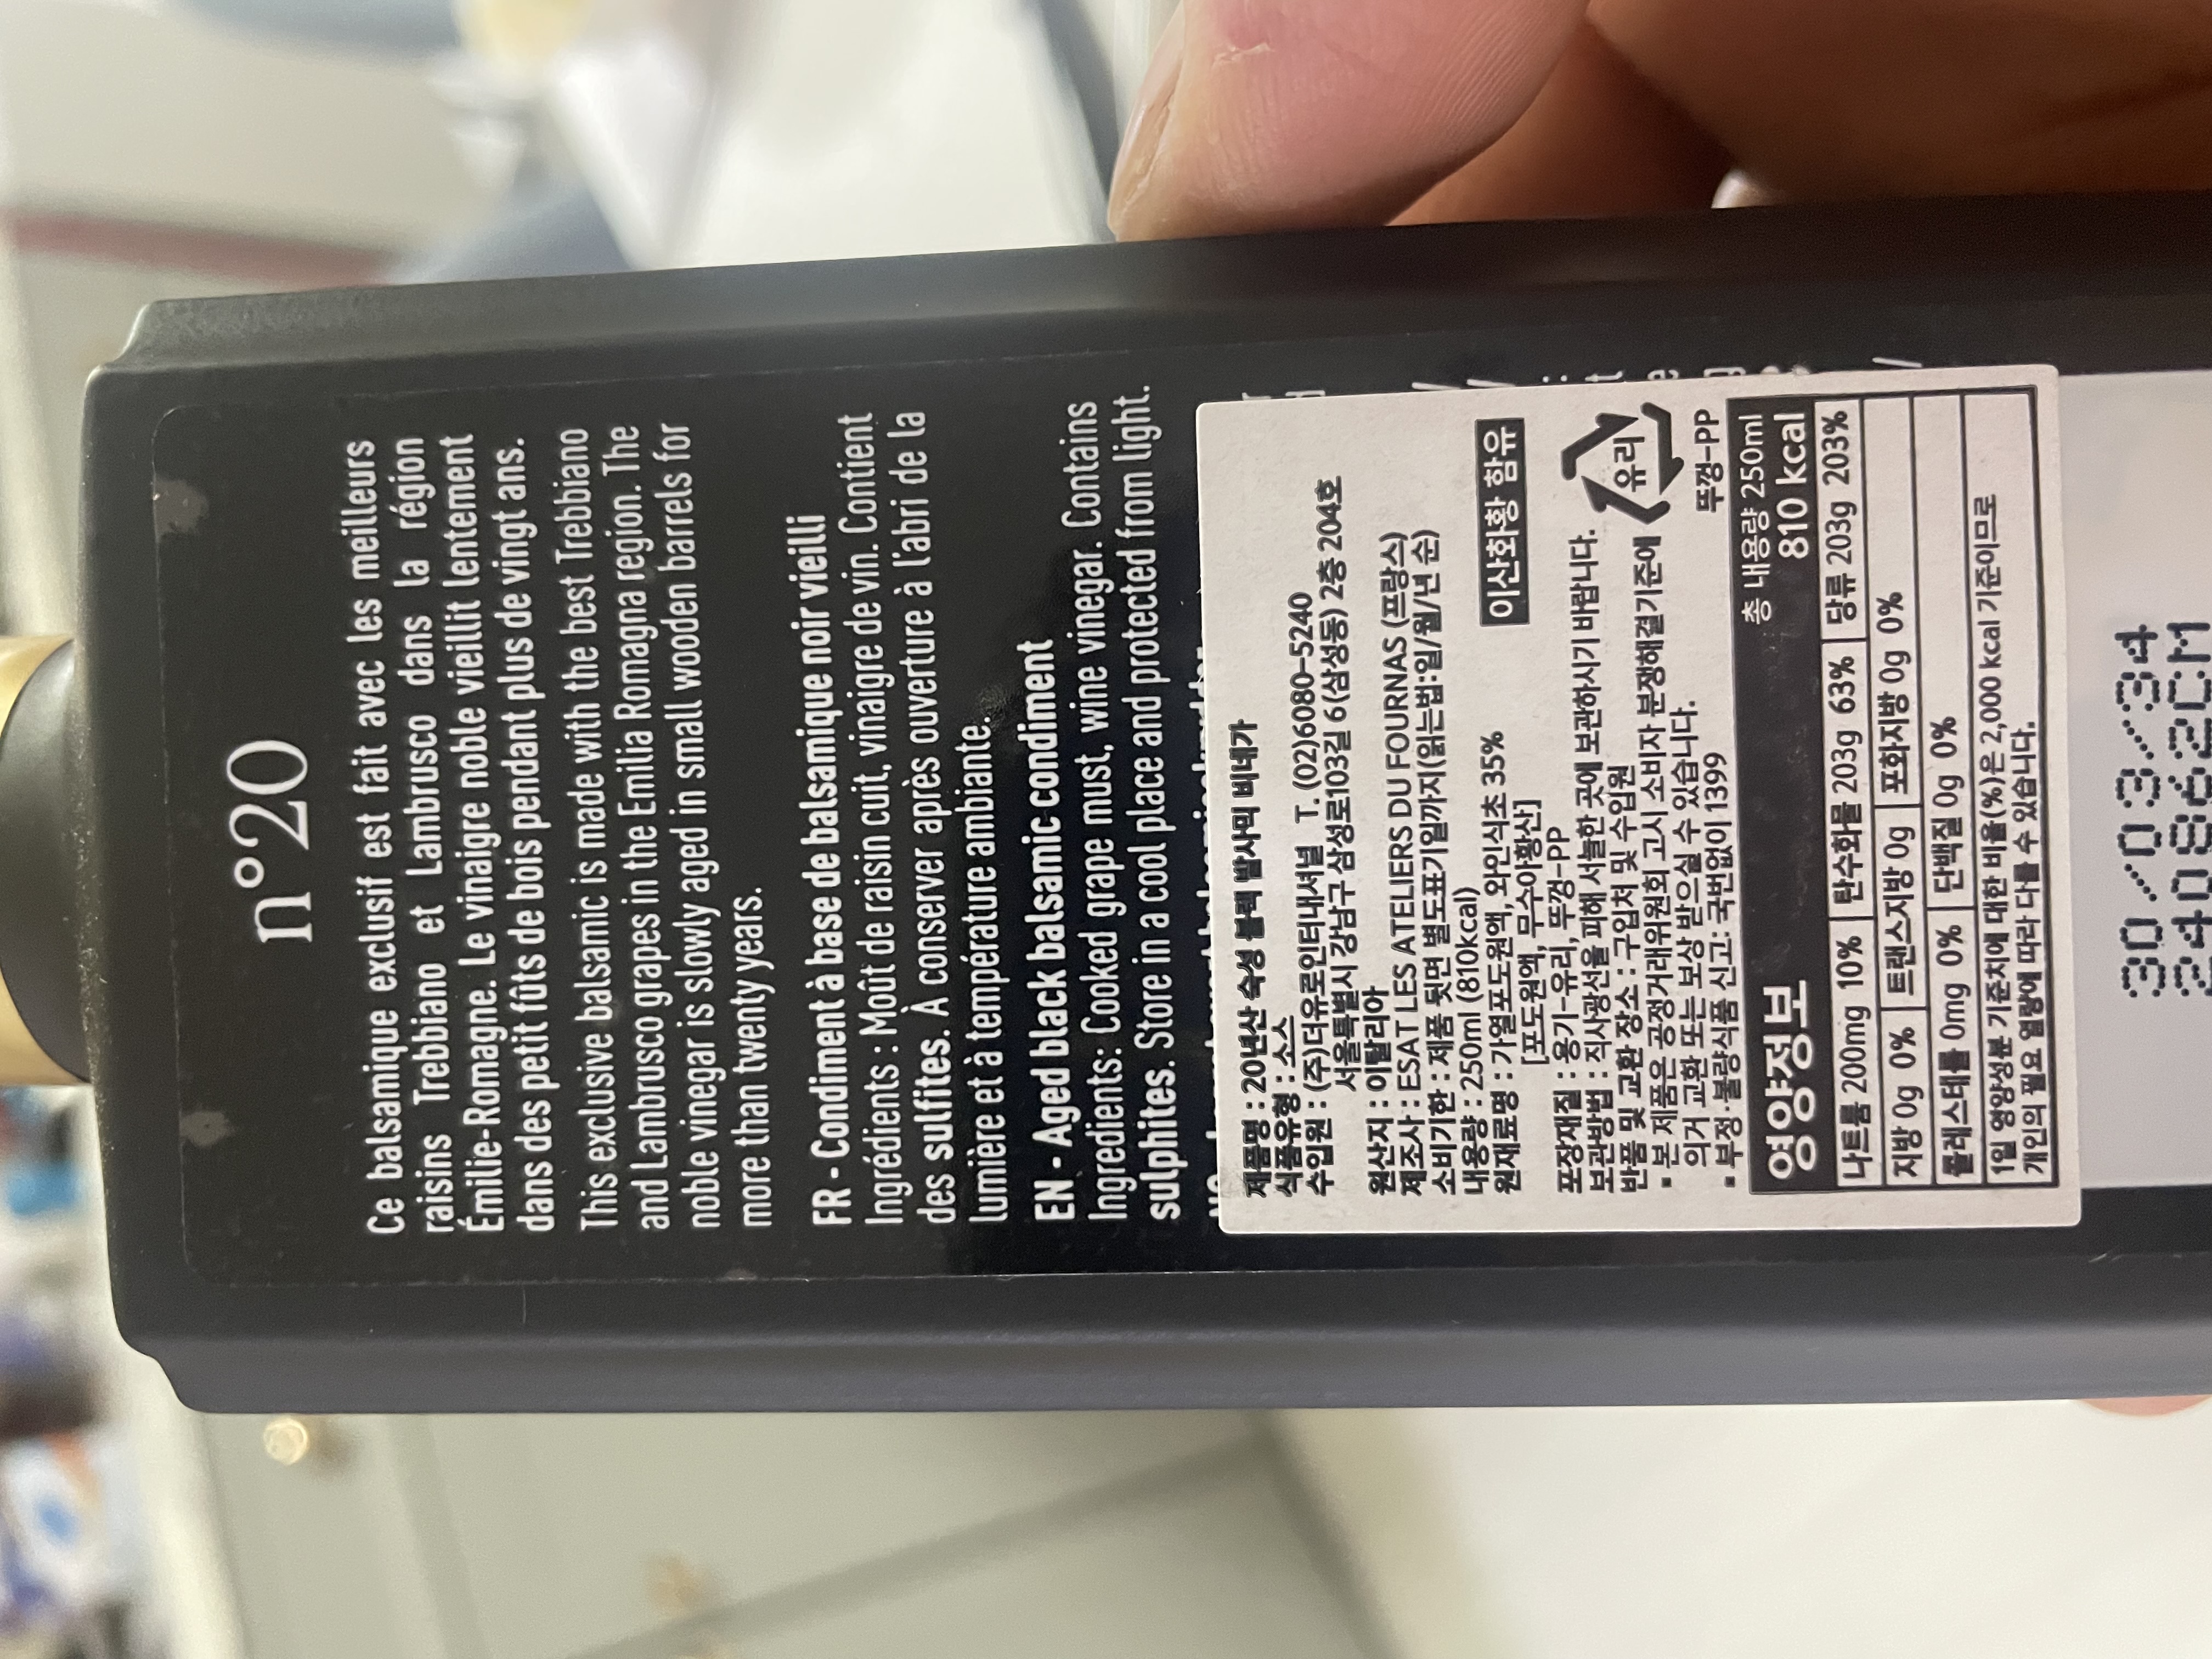 n°20
Ce balsamique exclusif est fait avec les meilleurs
raisins Trebbiano et Lambrusco dans la région
Émilie-Romagne. Le vinaigre noble vieillit lentement
dans des petit fûts de bois pendant plus de vingt ans.
This exclusive balsamic is made with the best Trebbiano
and Lambrusco grapes in the Emilia Romagna region. The
noble vinegar is slowly aged in small wooden barrels for
more than twenty years.
FR - Condiment à base de balsamique noir vieilli
Ingrédients : Moût de raisin cuit, vinaigre de vin. Contient
des sulfites. À conserver après ouverture à l'abri de la
lumière et à température ambiante.
EN - Aged black balsamic condiment
Ingredients: Cooked grape must, wine vinegar. Contains
sulphites. Store in a cool place and protected from light.
제품명 : 20년산 숙성 블랙 발사믹 비네가
식품유형 : 소스
수입원 : (주)더유로인터내셔널 T. (02)6080-5240
서울특별시 강남구 삼성로103길 6(삼성동) 2층 204호
원산지 : 이탈리아
제조사 : ESAT LES ATELIERS DU FOURNAS (프랑스)
소비기한 : 제품 뒷면 별도표기일까지(읽는법:일/월/년 순)
내용량 : 250ml (810kcal)
원재료명 : 가열포도원액, 와인식초 35%
[포도원액, 무수아황산]
이산화황 함유
포장재질 : 용기-유리, 뚜껑-PP
보관방법 : 직사광선을 피해 서늘한 곳에 보관하시기 바랍니다.
반품 및 교환 장소 : 구입처 및 수입원
▪ 본 제품은 공정거래위원회 고시 소비자 분쟁해결기준에
의거 교환 또는 보상 받으실 수 있습니다.
▪ 부정·불량식품 신고: 국번없이 1399
유리
뚜껑-PP
영양정보
총 내용량 250ml
810 kcal
나트륨 200mg 10% 탄수화물 203g 63% 당류 203g 203%
지방 0g 0% 트랜스지방 0g 포화지방 0g 0%
콜레스테롤 0mg 0% 단백질 0g 0%
1일 영양성분 기준치에 대한 비율(%)은 2,000 kcal 기준이므로
개인의 필요 열량에 따라 다를 수 있습니다.
30/03/34
240862CM